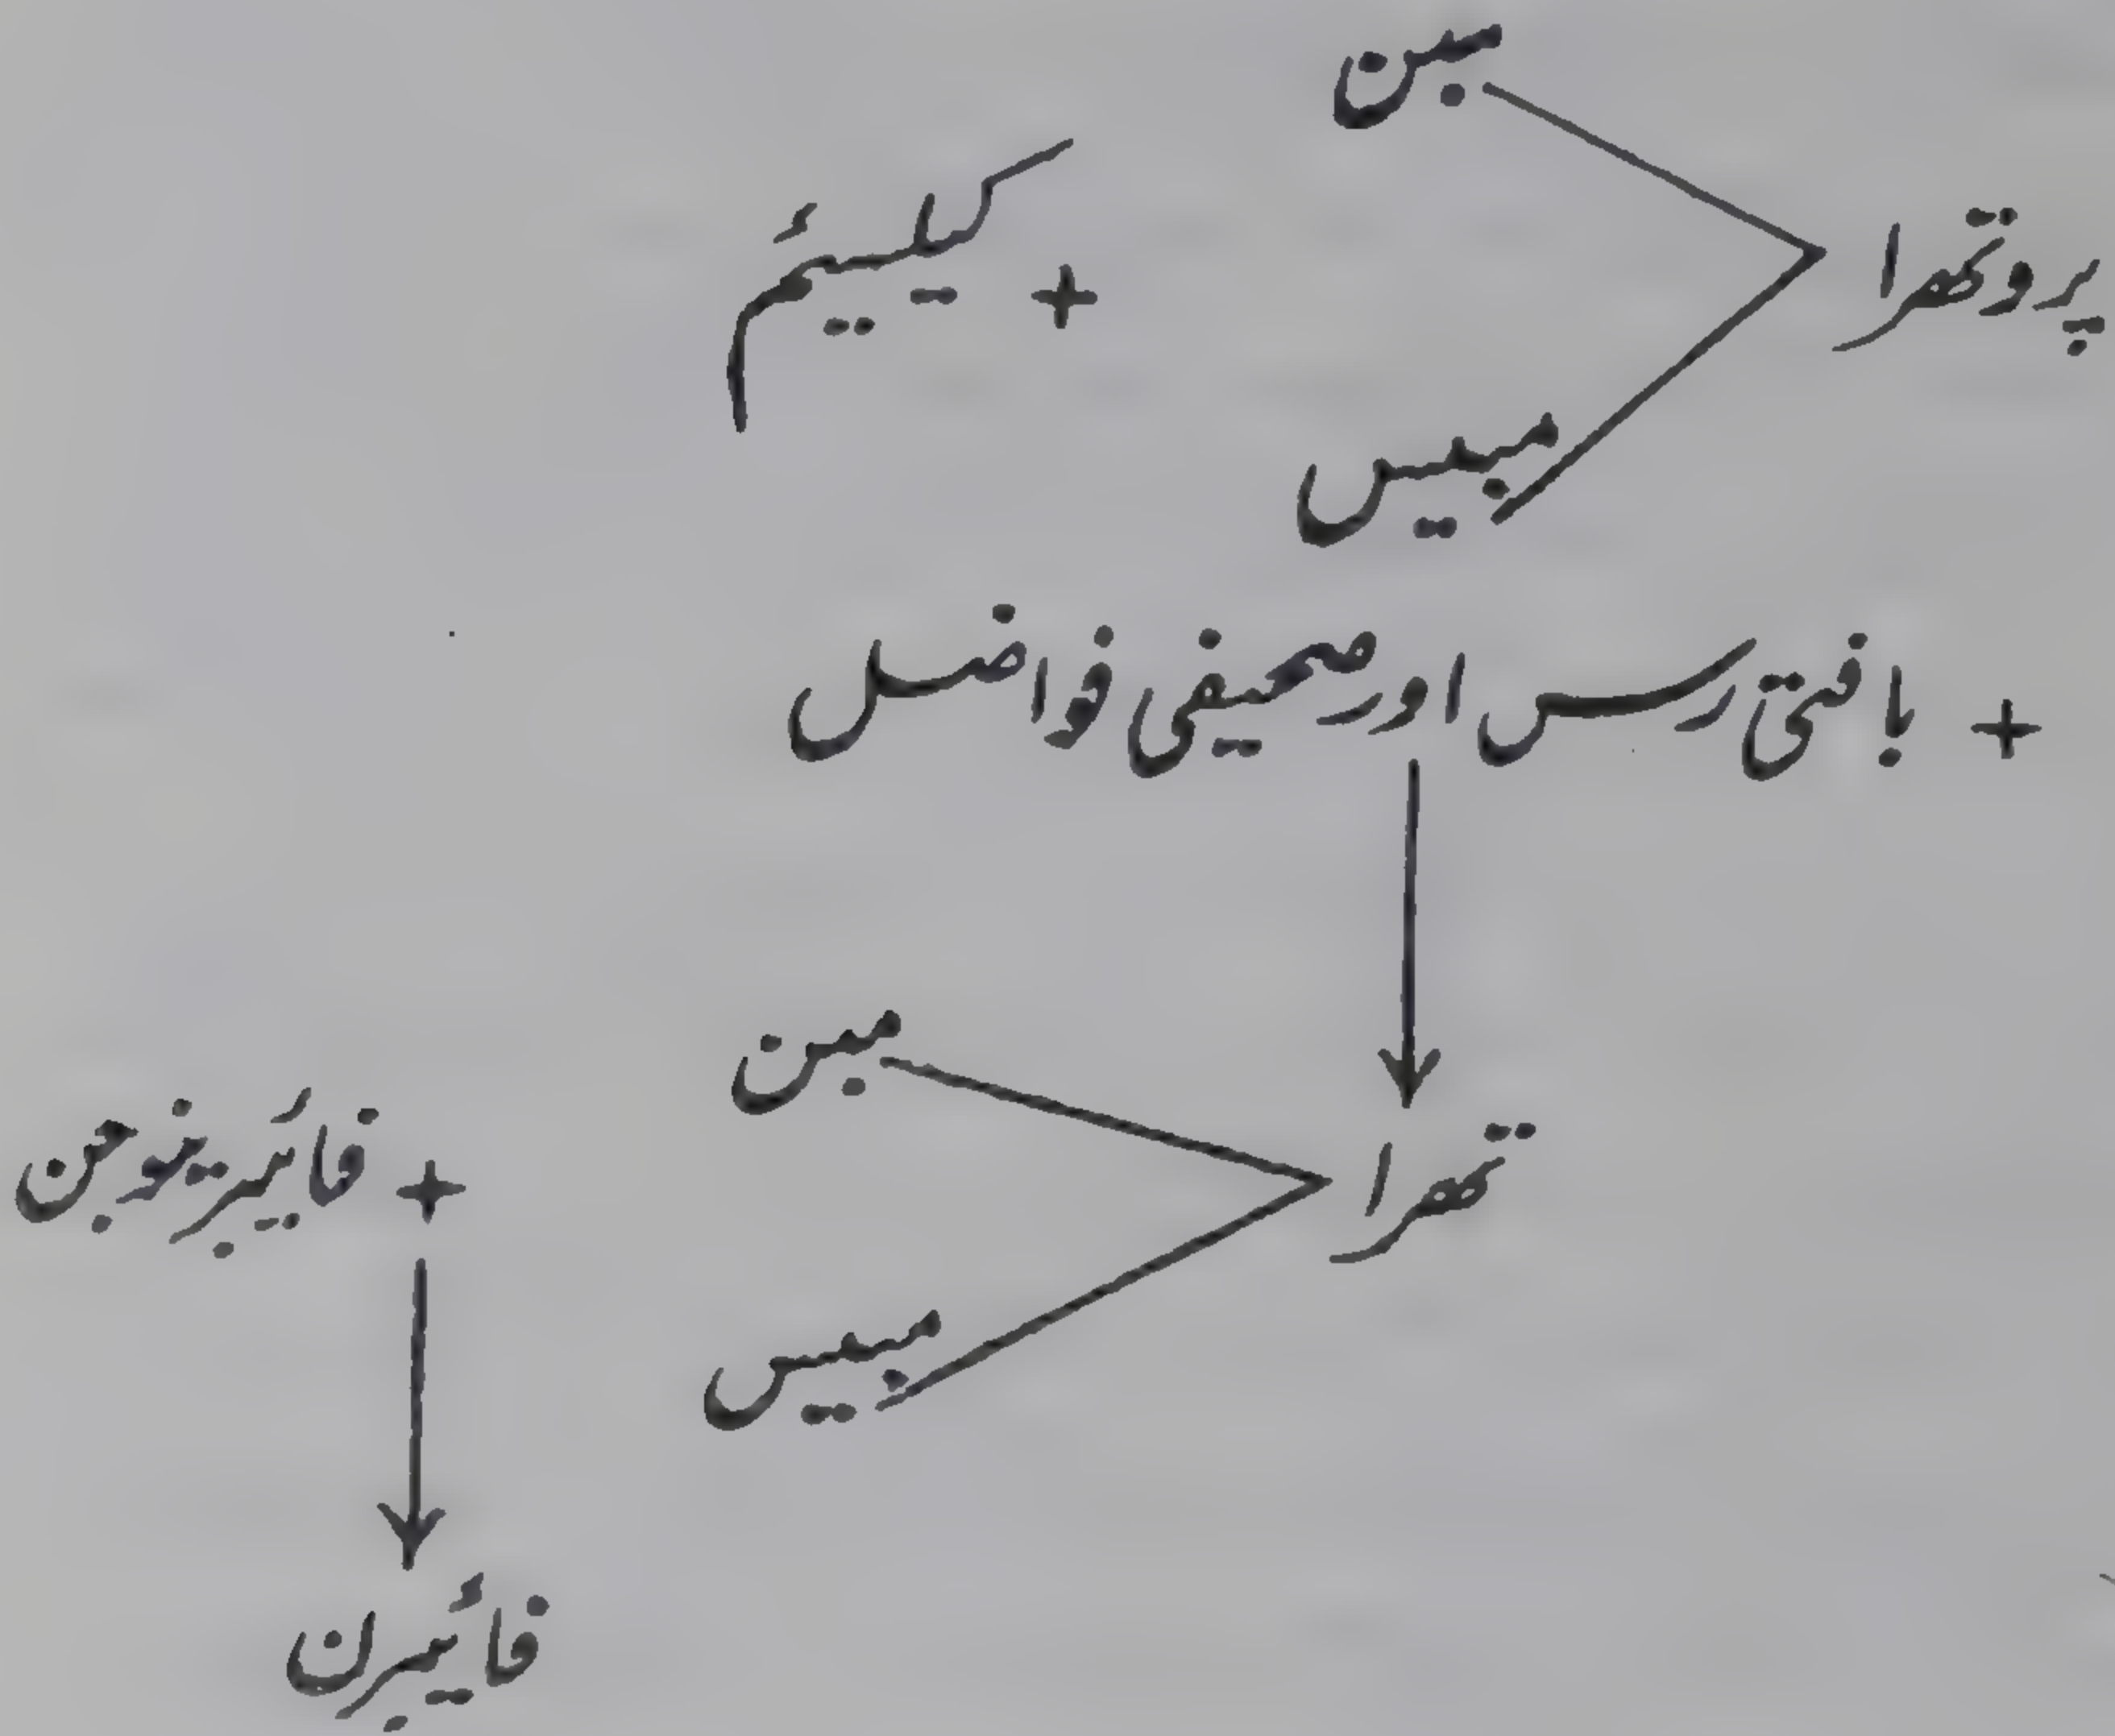 مبن
پروتھرا
+ کیلسیئم
مبیس
+ بافتی رس اور صحیفی فواضل
مبن
تھرا
+ فائبرینوجن
مبیس
فائبرن